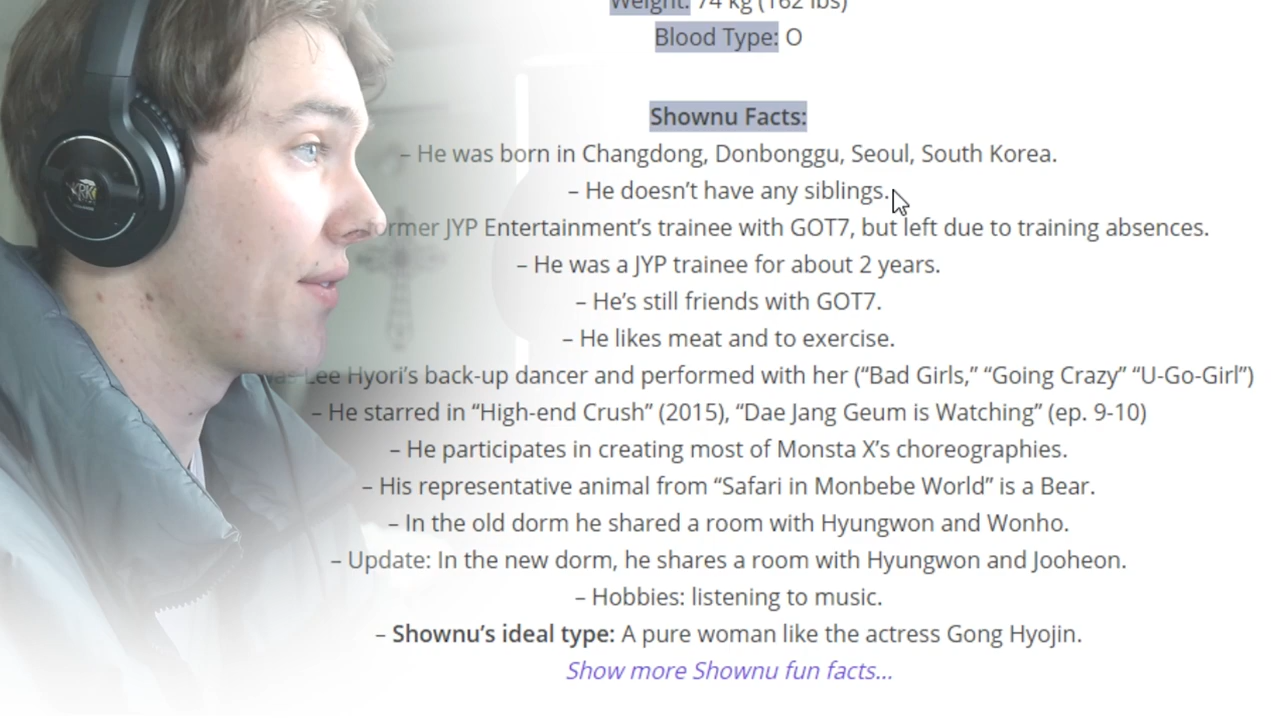 Weight: 74 kg (162 lbs)
Blood Type: O
Shownu Facts:
– He was born in Changdong, Donbonggu, Seoul, South Korea.
– He doesn’t have any siblings.
former JYP Entertainment’s trainee with GOT7, but left due to training absences.
– He was a JYP trainee for about 2 years.
– He’s still friends with GOT7.
– He likes meat and to exercise.
was Lee Hyori’s back-up dancer and performed with her (“Bad Girls,” “Going Crazy” “U-Go-Girl”)
– He starred in “High-end Crush” (2015), “Dae Jang Geum is Watching” (ep. 9-10)
– He participates in creating most of Monsta X’s choreographies.
– His representative animal from “Safari in Monbebe World” is a Bear.
– In the old dorm he shared a room with Hyungwon and Wonho.
– Update: In the new dorm, he shares a room with Hyungwon and Jooheon.
– Hobbies: listening to music.
– Shownu’s ideal type: A pure woman like the actress Gong Hyojin.
Show more Shownu fun facts...